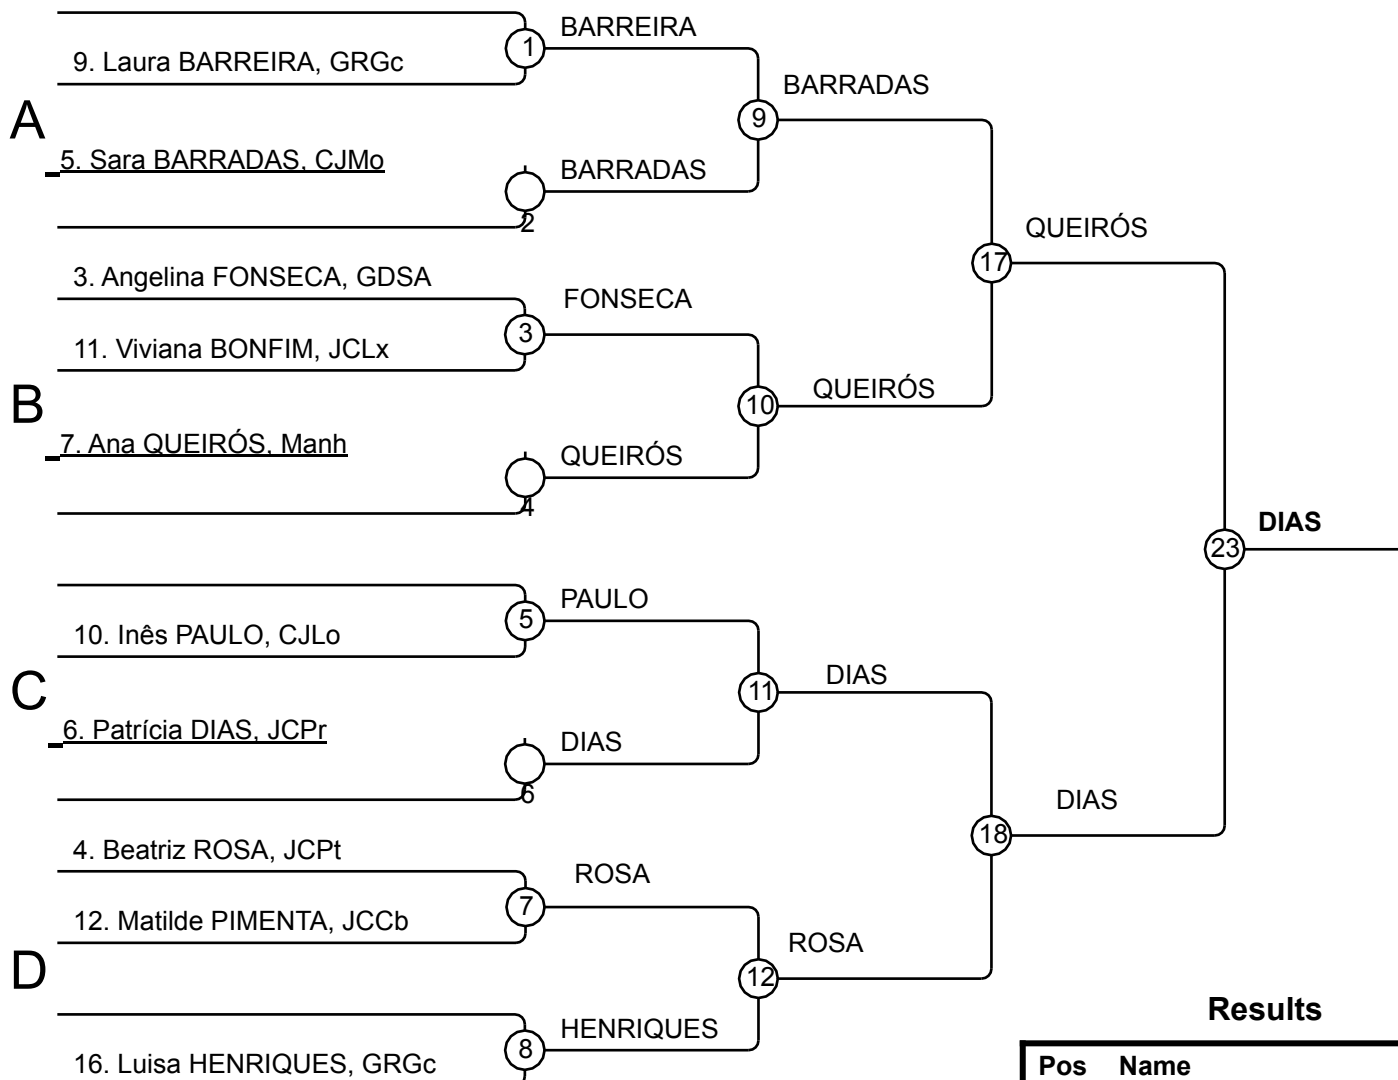 BARREIRA
1
9. Laura BARREIRA, GRGc
BARRADAS
A
9
5. Sara BARRADAS, CJMo
BARRADAS
2
QUEIRÓS
17
3. Angelina FONSECA, GDSA
FONSECA
3
11. Viviana BONFIM, JCLx
B
QUEIRÓS
10
7. Ana QUEIRÓS, Manh
QUEIRÓS
4
DIAS
23
PAULO
5
10. Inês PAULO, CJLo
C
DIAS
11
6. Patrícia DIAS, JCPr
DIAS
6
DIAS
18
4. Beatriz ROSA, JCPt
ROSA
7
12. Matilde PIMENTA, JCCb
ROSA
D
12
HENRIQUES
8
16. Luisa HENRIQUES, GRGc
Results
Pos Name